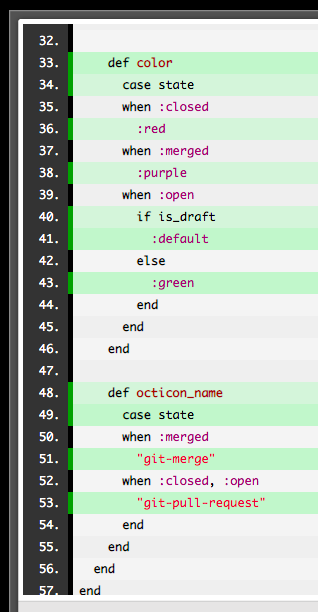 32.
33. def color
34. case state
35. when :closed
36. :red
37. when :merged
38. :purple
39. when :open
40. if is_draft
41. :default
42. else
43. :green
44. end
45. end
46. end
47.
48. def octicon_name
49. case state
50. when :merged
51. "git-merge"
52. when :closed, :open
53. "git-pull-request"
54. end
55. end
56. end
57. end